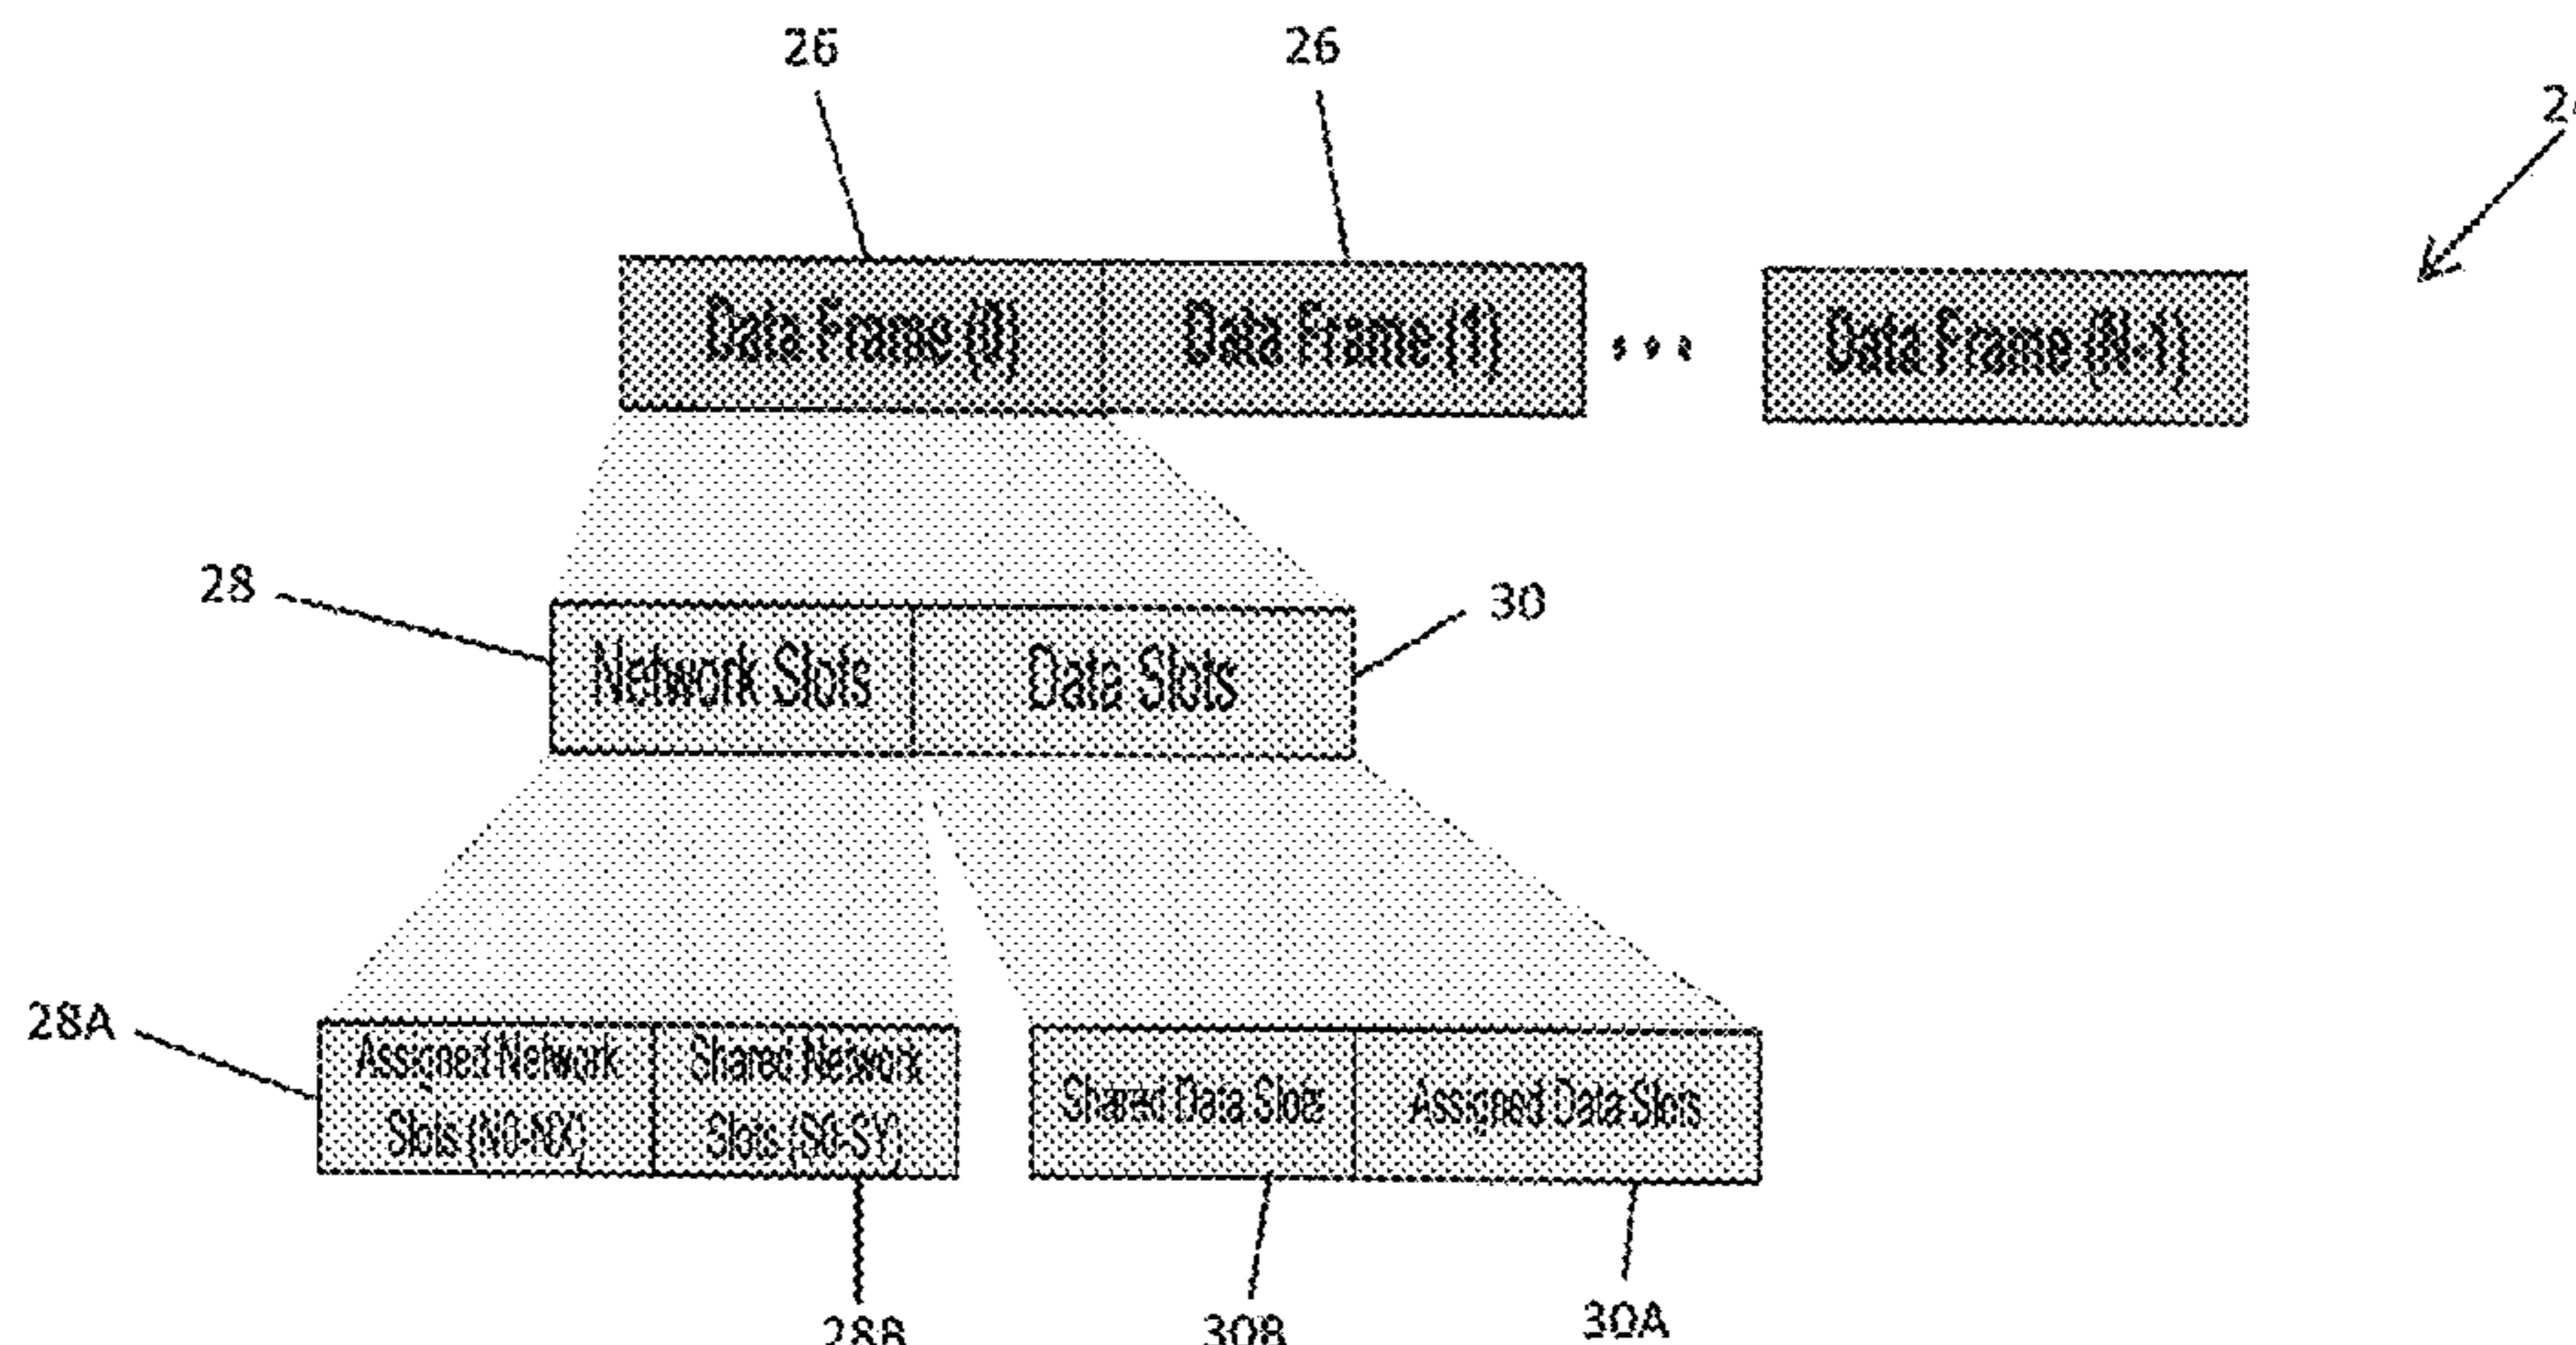 26 26
Data Frame (0) Data Frame (1) ... Data Frame (N-1)
28 30
Network Slots Data Slots
28A
Assigned Network Shared Network
Slots (N0-NX) Slots (S0-SY)
Shared Data Slots Assigned Data Slots
28B 30B 30A